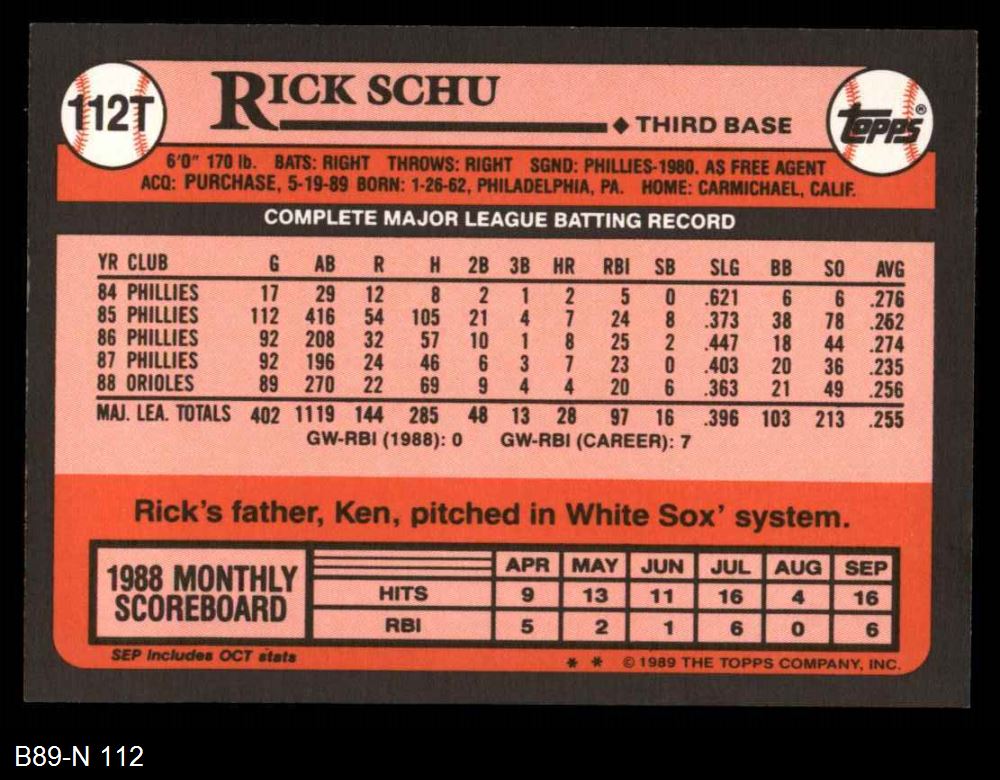 112T
RICK SCHU
◆ THIRD BASE
TOPPS®
6'0" 170 lb. BATS: RIGHT THROWS: RIGHT SGND: PHILLIES-1980. AS FREE AGENT
ACQ: PURCHASE, 5-19-89 BORN: 1-26-62, PHILADELPHIA, PA. HOME: CARMICHAEL, CALIF.
COMPLETE MAJOR LEAGUE BATTING RECORD
YR CLUB G AB R H 2B 3B HR RBI SB SLG BB SO AVG
84 PHILLIES 17 29 12 8 2 1 2 5 0 .621 6 6 .276
85 PHILLIES 112 416 54 105 21 4 7 24 8 .373 38 78 .262
86 PHILLIES 92 208 32 57 10 1 8 25 2 .447 18 44 .274
87 PHILLIES 92 196 24 46 6 3 7 23 0 .403 20 36 .235
88 ORIOLES 89 270 22 69 9 4 4 20 6 .363 21 49 .256
MAJ. LEA. TOTALS 402 1119 144 285 48 13 28 97 16 .396 103 213 .255
GW-RBI (1988): 0 GW-RBI (CAREER): 7
Rick's father, Ken, pitched in White Sox' system.
1988 MONTHLY
SCOREBOARD
APR MAY JUN JUL AUG SEP
HITS 9 13 11 16 4 16
RBI 5 2 1 6 0 6
SEP Includes OCT stats
* * © 1989 THE TOPPS COMPANY, INC.
B89-N 112